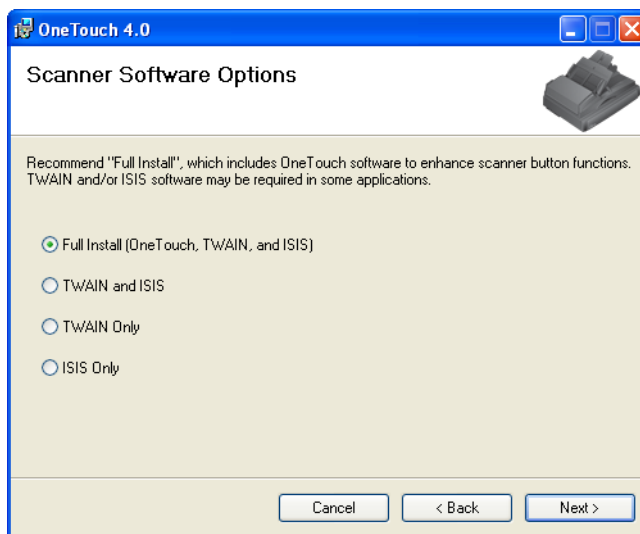 OneTouch 4.0
Scanner Software Options
Recommend "Full Install", which includes OneTouch software to enhance scanner button functions.
TWAIN and/or ISIS software may be required in some applications.
Full Install (OneTouch, TWAIN, and ISIS)
TWAIN and ISIS
TWAIN Only
ISIS Only
Cancel < Back Next >